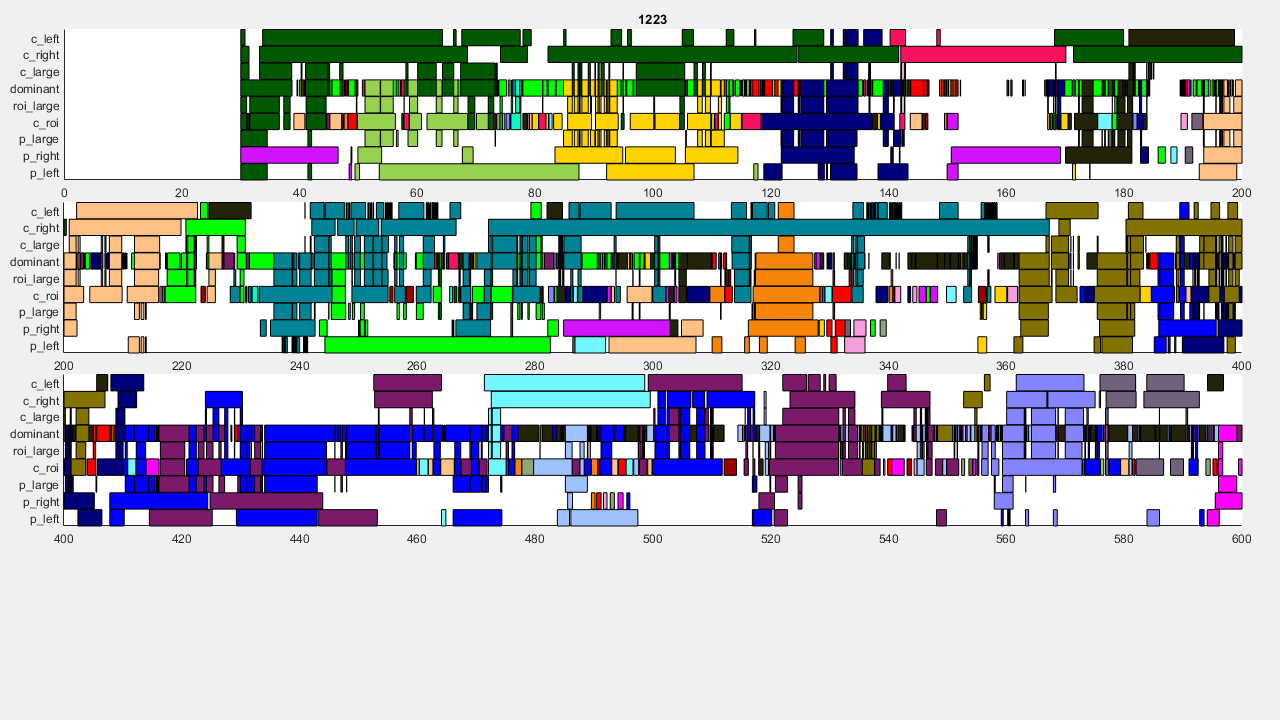 1223
c_left
c_right
c_large
dominant
roi_large
c_roi
p_large
p_right
p_left
0 20 40 60 80 100 120 140 160 180 200
c_left
c_right
c_large
dominant
roi_large
c_roi
p_large
p_right
p_left
200 220 240 260 280 300 320 340 360 380 400
c_left
c_right
c_large
dominant
roi_large
c_roi
p_large
p_right
p_left
400 420 440 460 480 500 520 540 560 580 600